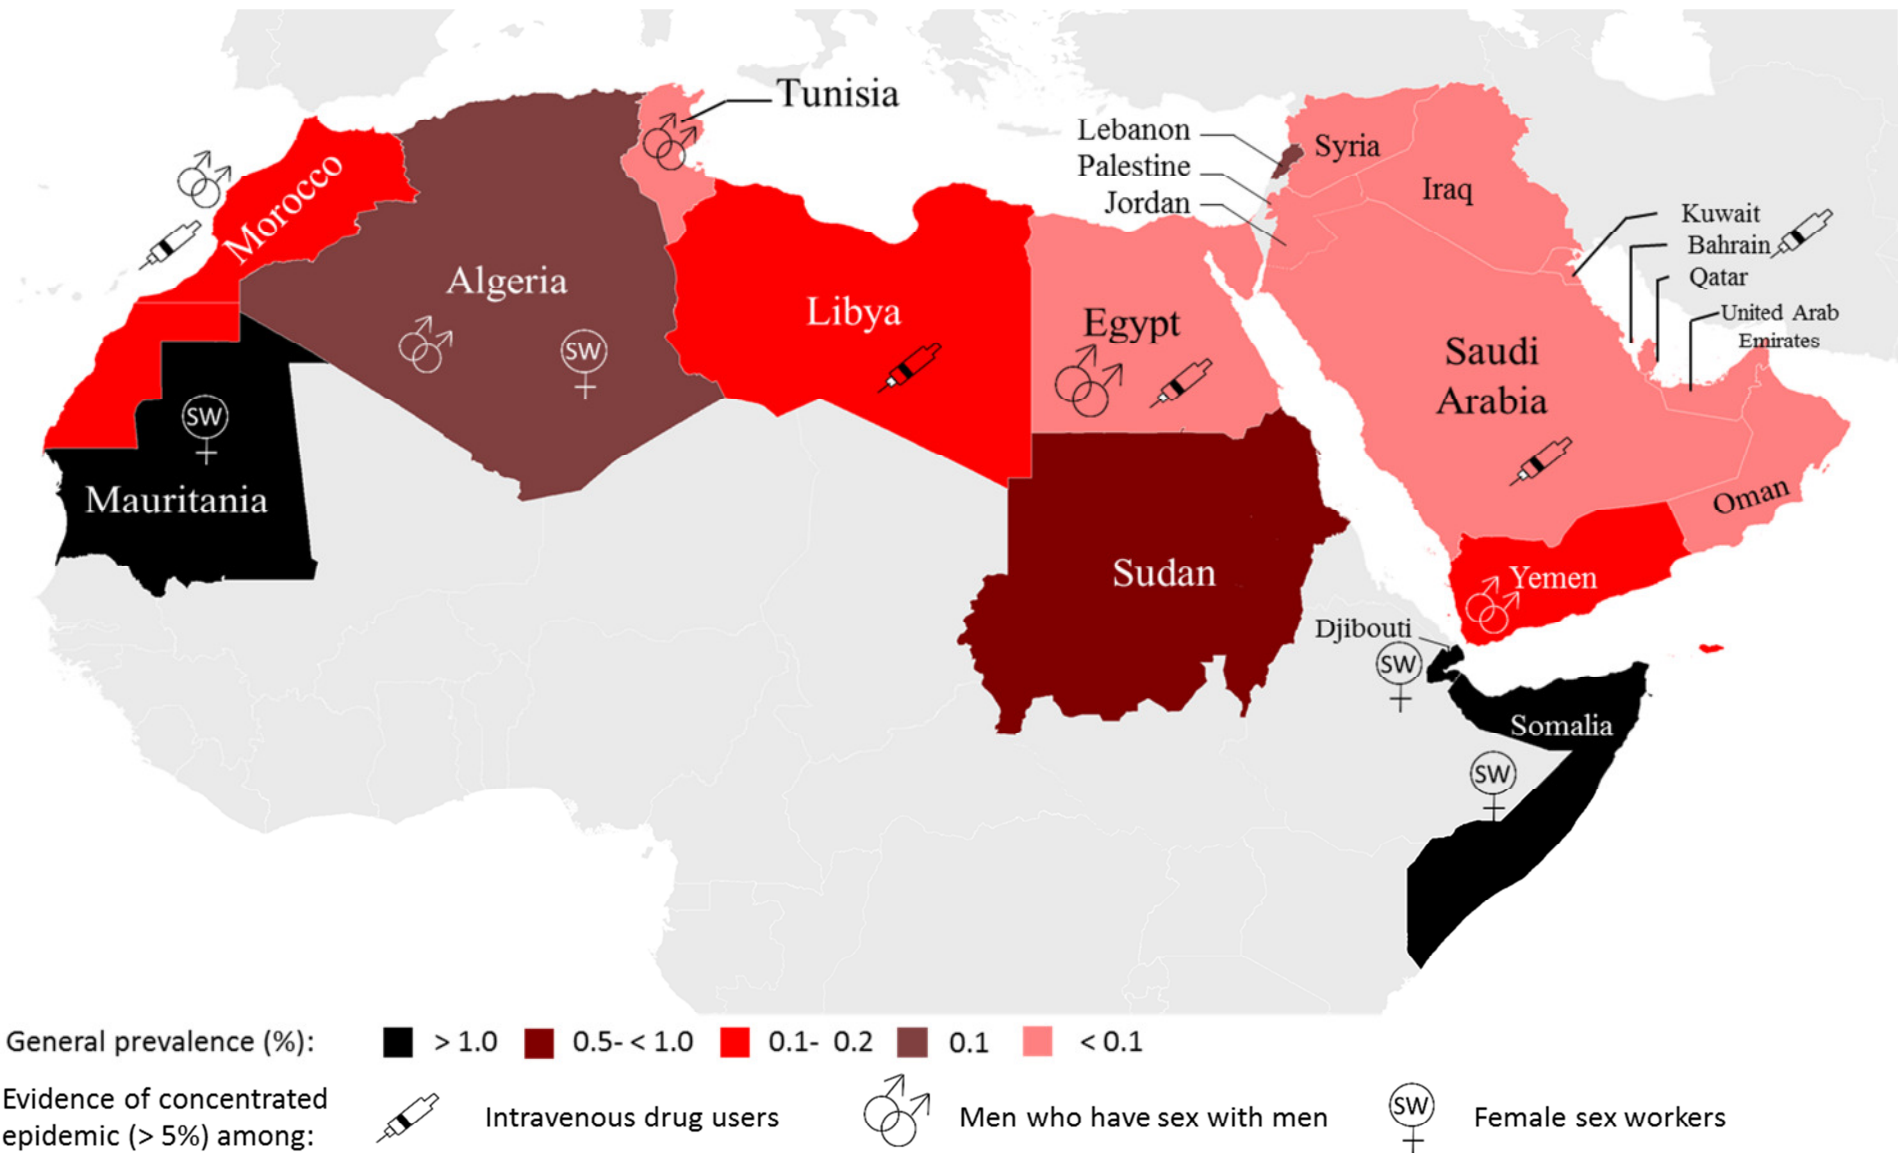 Tunisia
Lebanon
Palestine
Jordan
Syria
Iraq
Morocco
Kuwait
Bahrain
Qatar
United Arab
Emirates
Algeria
Libya
Egypt
Saudi
Arabia
SW
SW
Mauritania
Oman
Sudan
Yemen
Djibouti
SW
Somalia
SW
General prevalence (%): > 1.0 0.5- < 1.0 0.1- 0.2 0.1 < 0.1
Evidence of concentrated
epidemic (> 5%) among: Intravenous drug users Men who have sex with men SW Female sex workers